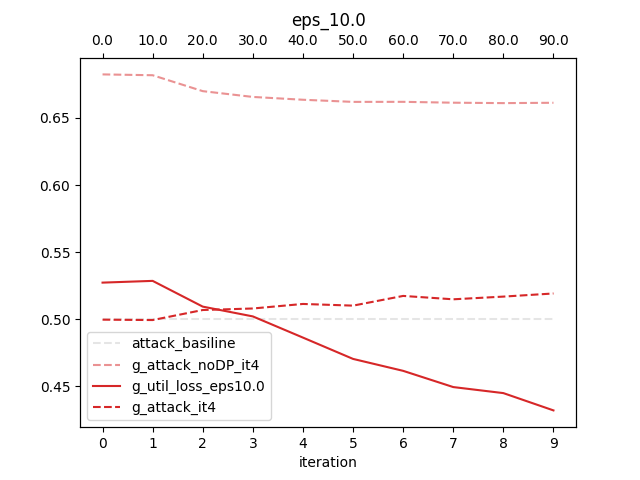 eps_10.0
0.0 10.0 20.0 30.0 40.0 50.0 60.0 70.0 80.0 90.0
0.65
0.60
0.55
0.50
0.45
attack_basiline
g_attack_noDP_it4
g_util_loss_eps10.0
g_attack_it4
0 1 2 3 4 5 6 7 8 9
iteration